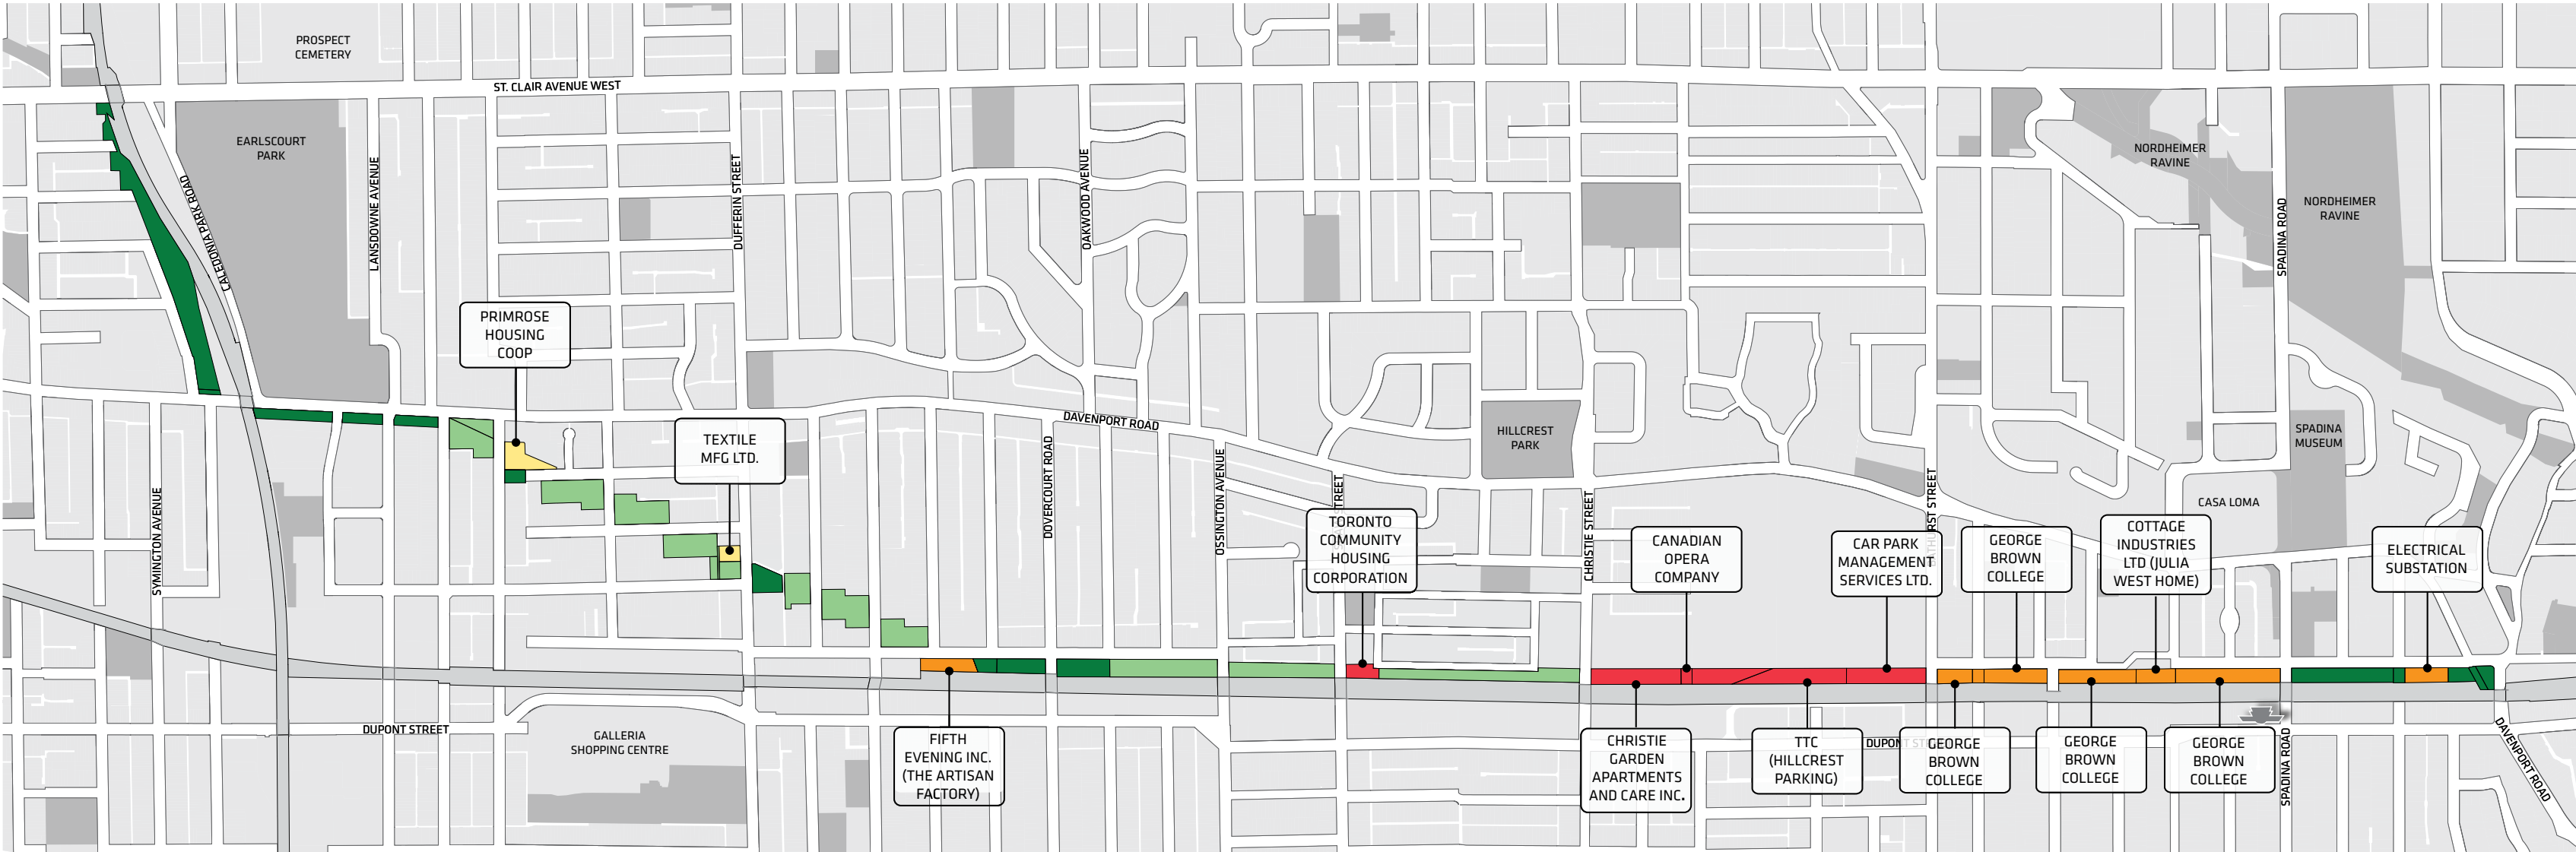 PROSPECT
CEMETERY
ST. CLAIR AVENUE WEST
EARLSCOURT
PARK
CALEDONIA PARK ROAD
LANSDOWNE AVENUE
DUFFERIN STREET
OAKWOOD AVENUE
NORDHEIMER
RAVINE
SPADINA ROAD
NORDHEIMER
RAVINE
PRIMROSE
HOUSING
COOP
TEXTILE
MFG LTD.
DAVENPORT ROAD
HILLCREST
PARK
SPADINA
MUSEUM
CASA LOMA
SYMINGTON AVENUE
DOVERCOURT ROAD
OSSINGTON AVENUE
STREET
CHRISTIE STREET
TORONTO
COMMUNITY
HOUSING
CORPORATION
CANADIAN
OPERA
COMPANY
CAR PARK
MANAGEMENT
SERVICES LTD.
BATHURST STREET
GEORGE
BROWN
COLLEGE
COTTAGE
INDUSTRIES
LTD (JULIA
WEST HOME)
ELECTRICAL
SUBSTATION
DUPONT STREET
GALLERIA
SHOPPING CENTRE
FIFTH
EVENING INC.
(THE ARTISAN
FACTORY)
CHRISTIE
GARDEN
APARTMENTS
AND CARE INC.
TTC
(HILLCREST
PARKING)
DUPONT ST
GEORGE
BROWN
COLLEGE
GEORGE
BROWN
COLLEGE
GEORGE
BROWN
COLLEGE
SPADINA ROAD
DAVENPORT ROAD